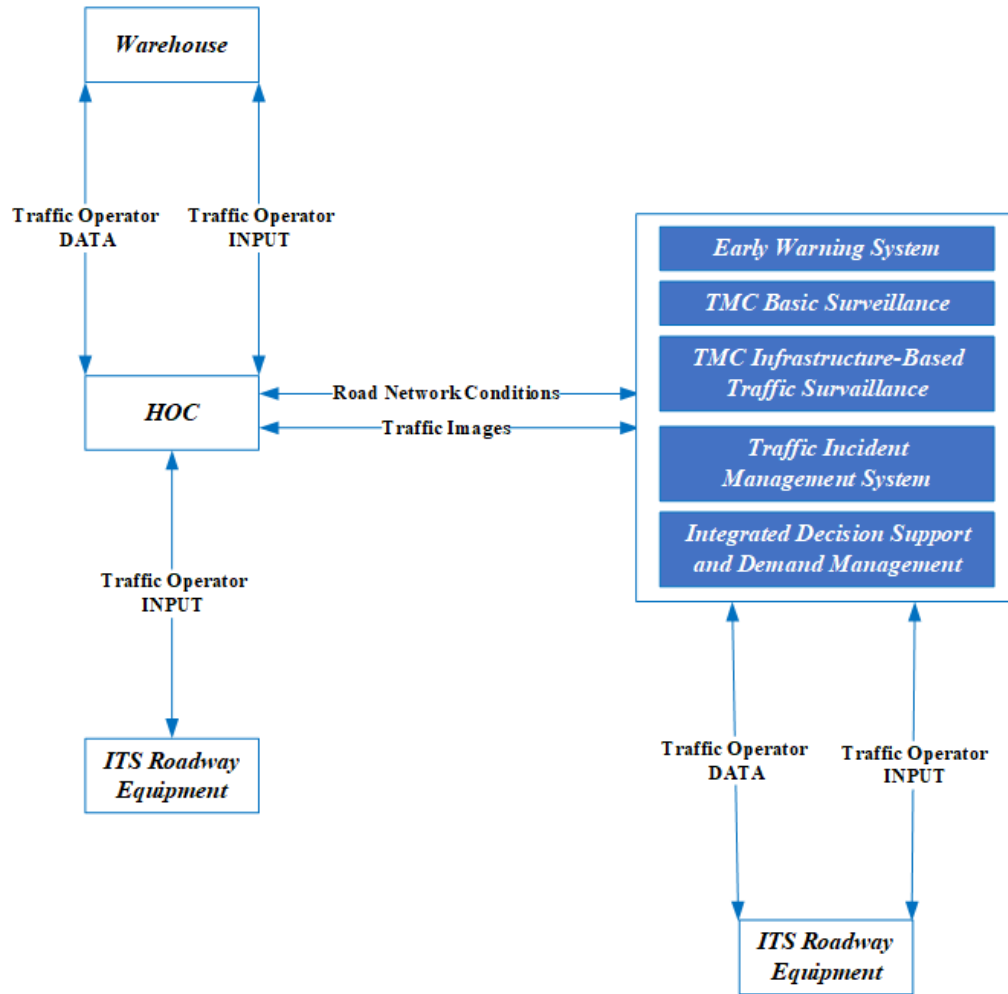 Warehouse
Traffic Operator
DATA
Traffic Operator
INPUT
Early Warning System
TMC Basic Surveillance
TMC Infrastructure-Based
Traffic Survaillance
Traffic Incident
Management System
Integrated Decision Support
and Demand Management
HOC
Road Network Conditions
Traffic Images
Traffic Operator
INPUT
ITS Roadway
Equipment
Traffic Operator
DATA
Traffic Operator
INPUT
ITS Roadway
Equipment